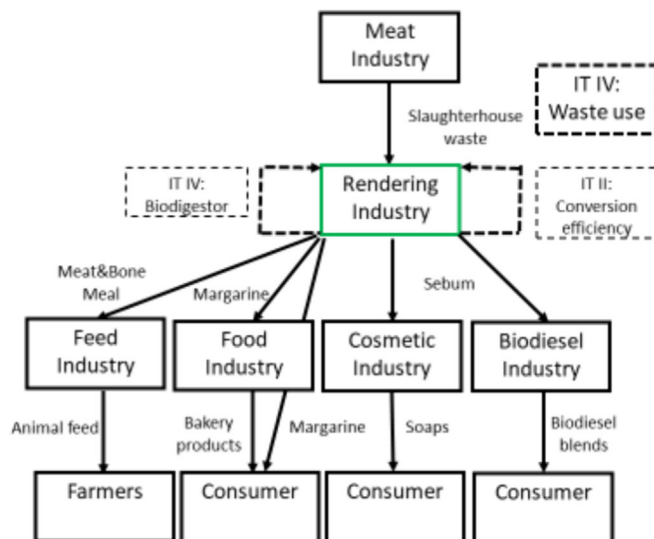 Meat
Industry
IT IV:
Waste use
Slaughterhouse
waste
IT IV:
Biodigestor
Rendering
Industry
IT II:
Conversion
efficiency
Meat&Bone
Meal
Margarine
Sebum
Feed
Industry
Food
Industry
Cosmetic
Industry
Biodiesel
Industry
Animal feed
Bakery
products
Margarine
Soaps
Biodiesel
blends
Farmers
Consumer
Consumer
Consumer